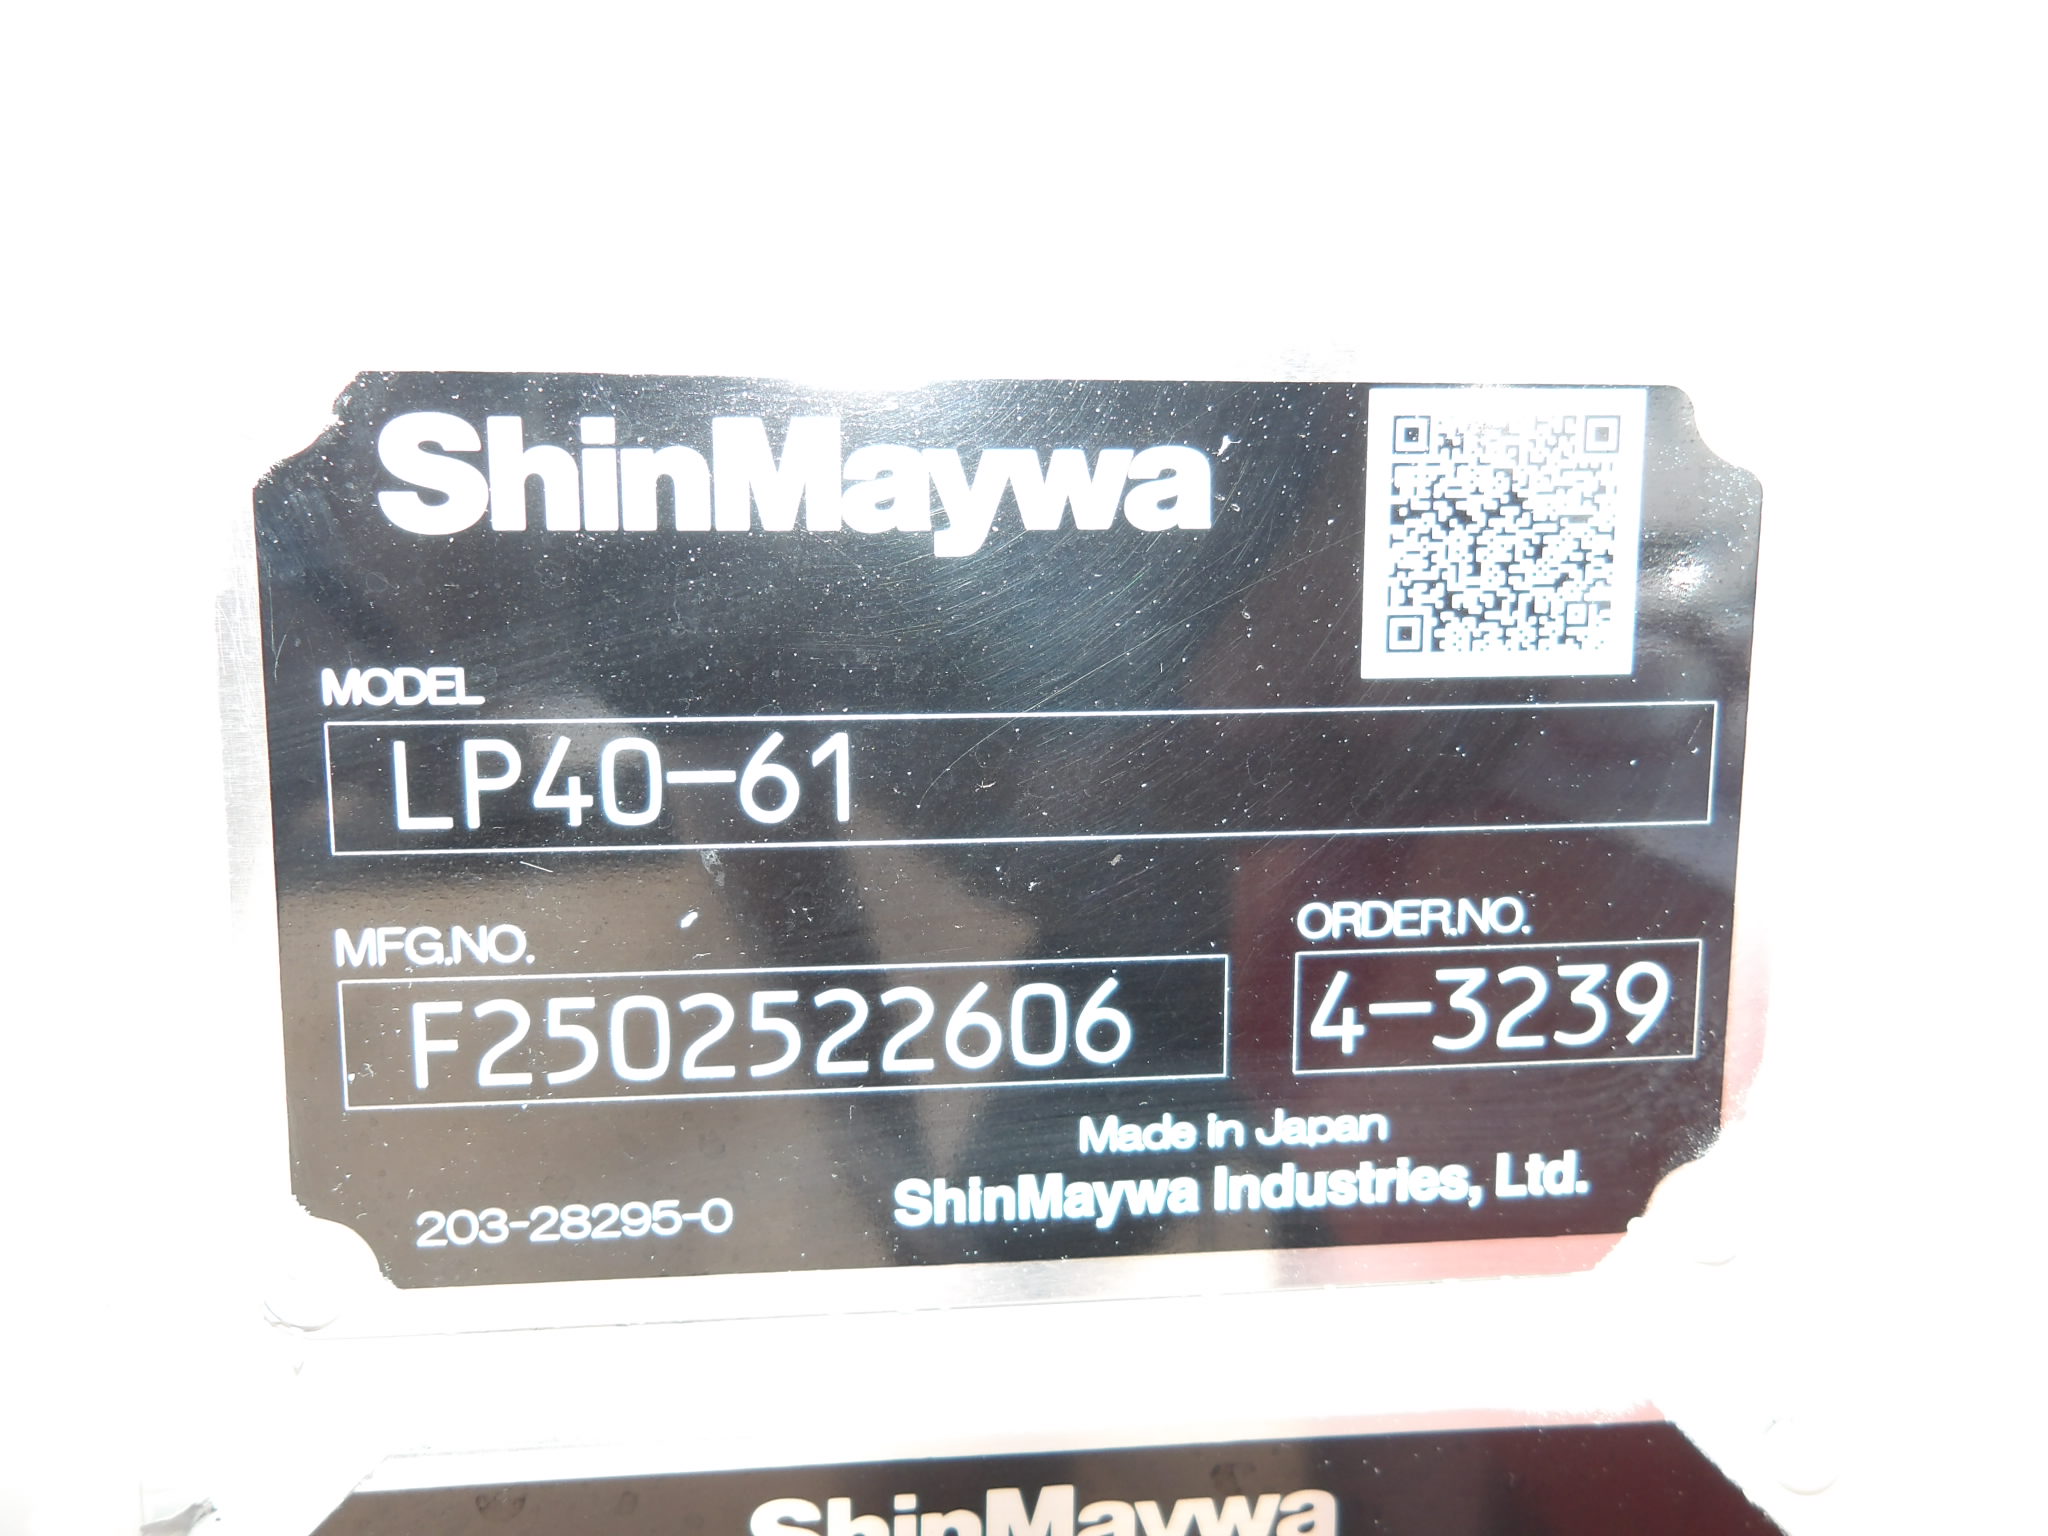 ShinMaywa
MODEL
LP40-61
MFG.NO.
F2502522606
ORDER.NO.
4-3239
Made in Japan
ShinMaywa Industries, Ltd.
203-28295-0
ShinMaywa